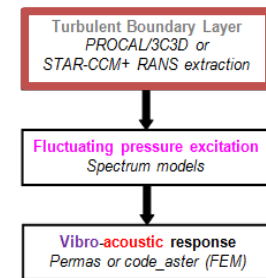 Turbulent Boundary Layer
PROCAL/3C3D or
STAR-CCM+ RANS extraction
Fluctuating pressure excitation
Spectrum models
Vibro-acoustic response
Permas or code_aster (FEM)